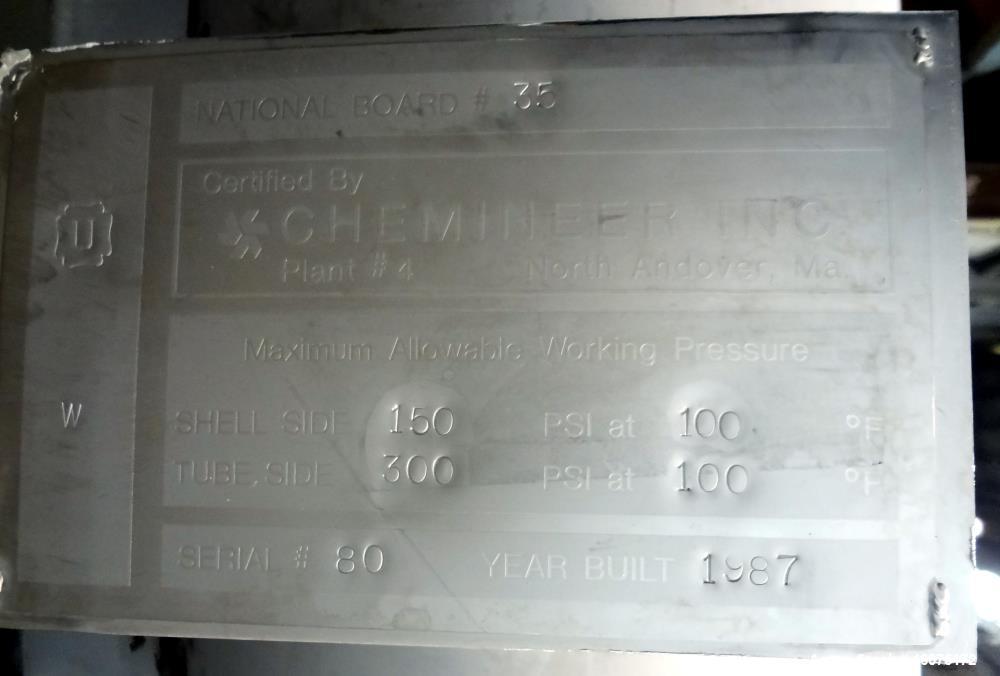 NATIONAL BOARD # 35
Certified By
CHEMINEER INC
Plant # 4 North Andover, Ma.
U
W
Maximum Allowable Working Pressure
SHELL SIDE 150 PSI at 100 °F
TUBE SIDE 300 PSI at 100 °F
SERIAL # 80 YEAR BUILT 1987